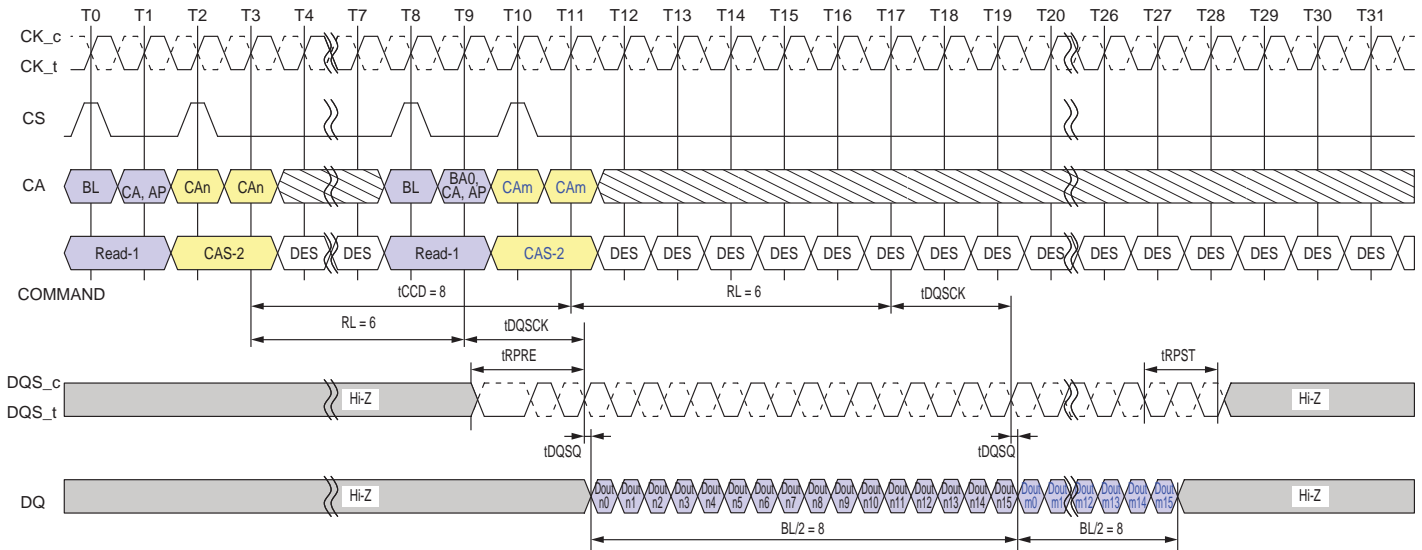 T0 T1 T2 T3 T4 T7 T8 T9 T10 T11 T12 T13 T14 T15 T16 T17 T18 T19 T20 T26 T27 T28 T29 T30 T31
CK_c
CK_t
CS
CA BL CA, AP CAn CAn BL BA0, CA, AP CAm CAm
Read-1 CAS-2 DES DES Read-1 CAS-2 DES DES DES DES DES DES DES DES DES DES DES DES DES DES DES
COMMAND
tCCD = 8 RL = 6 tDQSCK
RL = 6 tDQSCK
tRPRE tRPST
DQS_c
DQS_t
Hi-Z Hi-Z
tDQSQ tDQSQ
DQ Hi-Z Dout n0 Dout n1 Dout n2 Dout n3 Dout n4 Dout n5 Dout n6 Dout n7 Dout n8 Dout n9 Dout n10 Dout n11 Dout n12 Dout n13 Dout n14 Dout n15 Dout m0 Dout m1 Dout m12 Dout m13 Dout m14 Dout m15 Hi-Z
BL/2 = 8 BL/2 = 8